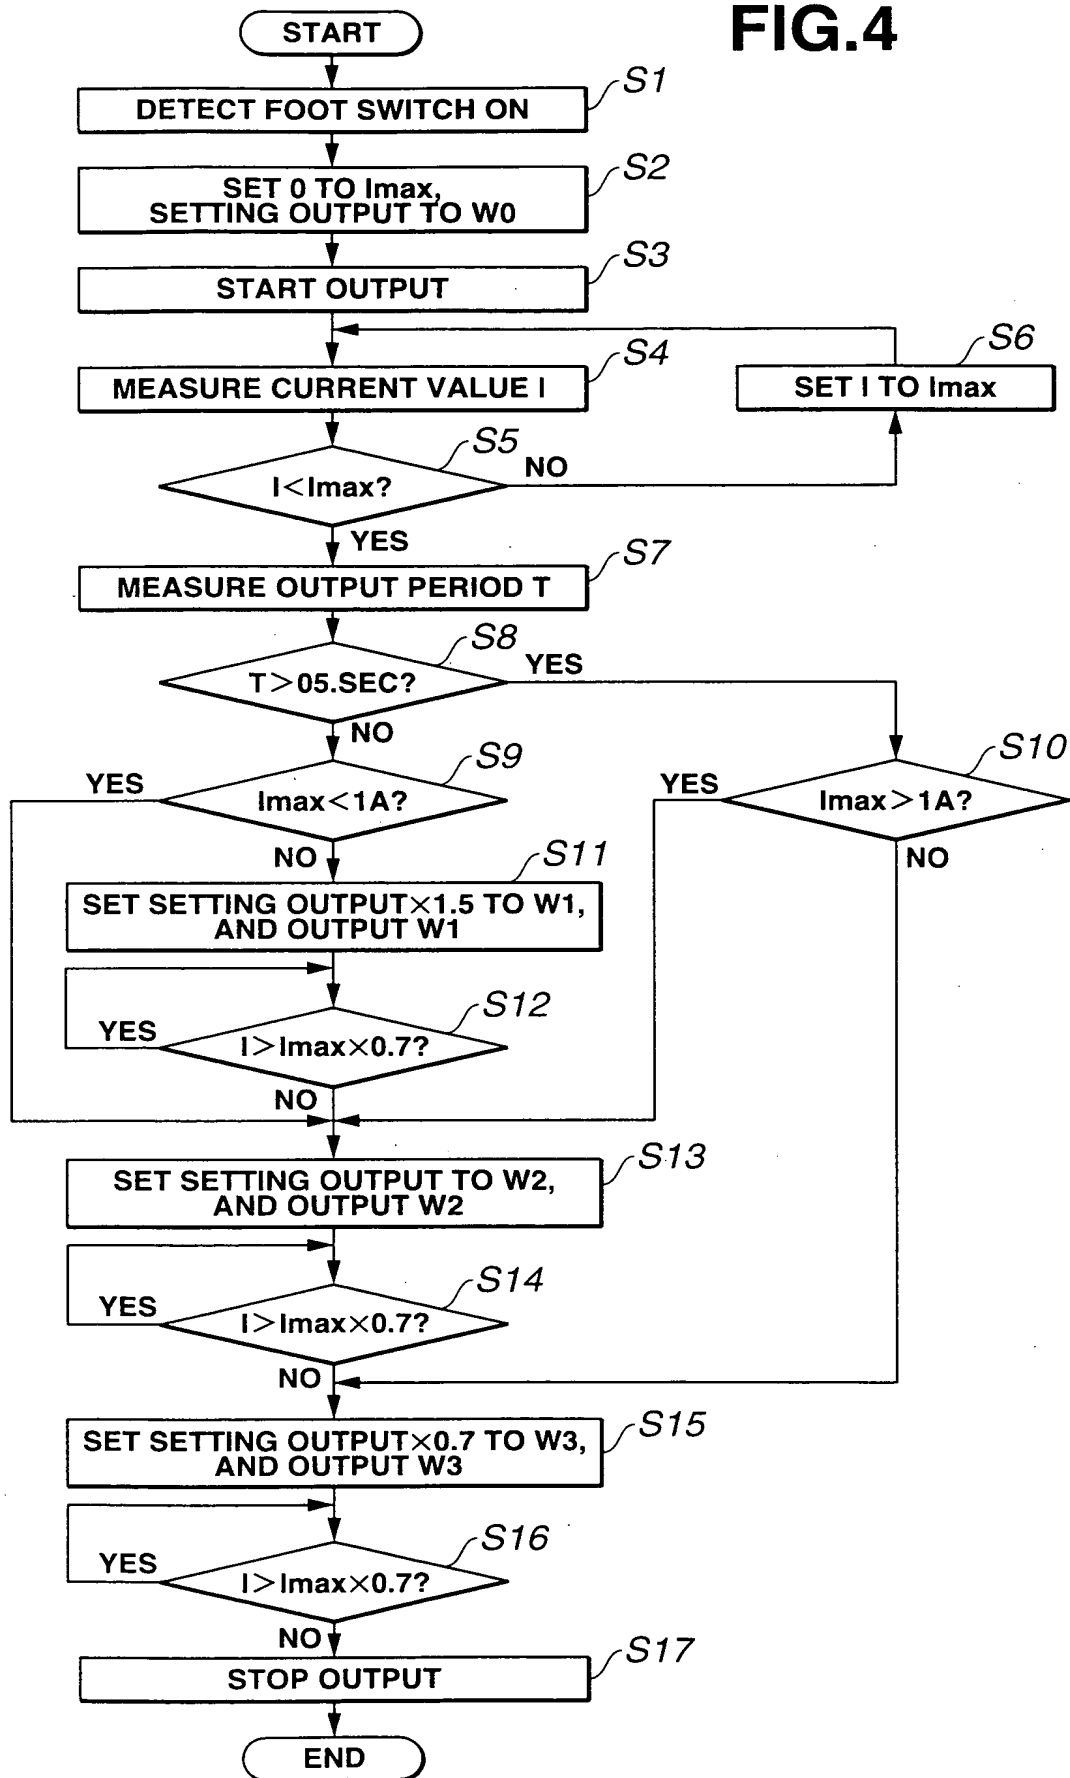 FIG.4
START
S1
DETECT FOOT SWITCH ON
S2
SET 0 TO Imax,
SETTING OUTPUT TO W0
S3
START OUTPUT
S4
MEASURE CURRENT VALUE I
S6
SET I TO Imax
S5
I<Imax?
NO
YES
S7
MEASURE OUTPUT PERIOD T
S8
T>05.SEC?
YES
NO
S9
YES
Imax<1A?
NO
S10
YES
Imax>1A?
NO
S11
SET SETTING OUTPUT×1.5 TO W1,
AND OUTPUT W1
S12
YES
I>Imax×0.7?
NO
S13
SET SETTING OUTPUT TO W2,
AND OUTPUT W2
S14
YES
I>Imax×0.7?
NO
S15
SET SETTING OUTPUT×0.7 TO W3,
AND OUTPUT W3
S16
YES
I>Imax×0.7?
NO
S17
STOP OUTPUT
END